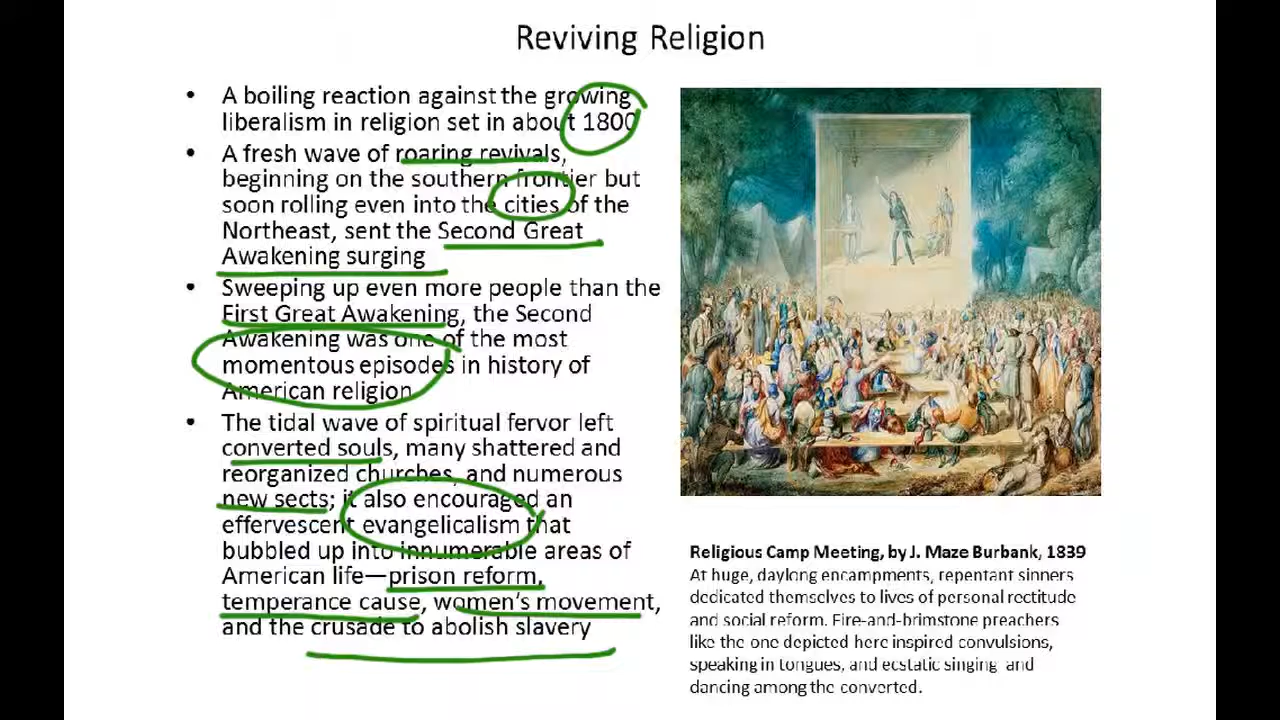 Reviving Religion
• A boiling reaction against the growing
liberalism in religion set in about 1800
• A fresh wave of roaring revivals,
beginning on the southern frontier but
soon rolling even into the cities of the
Northeast, sent the Second Great
Awakening surging
• Sweeping up even more people than the
First Great Awakening, the Second
Awakening was one of the most
momentous episodes in history of
American religion
• The tidal wave of spiritual fervor left
converted souls, many shattered and
reorganized churches, and numerous
new sects; it also encouraged an
effervescent evangelicalism that
bubbled up into innumerable areas of
American life—prison reform,
temperance cause, women's movement,
and the crusade to abolish slavery
Religious Camp Meeting, by J. Maze Burbank, 1839
At huge, daylong encampments, repentant sinners
dedicated themselves to lives of personal rectitude
and social reform. Fire-and-brimstone preachers
like the one depicted here inspired convulsions,
speaking in tongues, and ecstatic singing and
dancing among the converted.